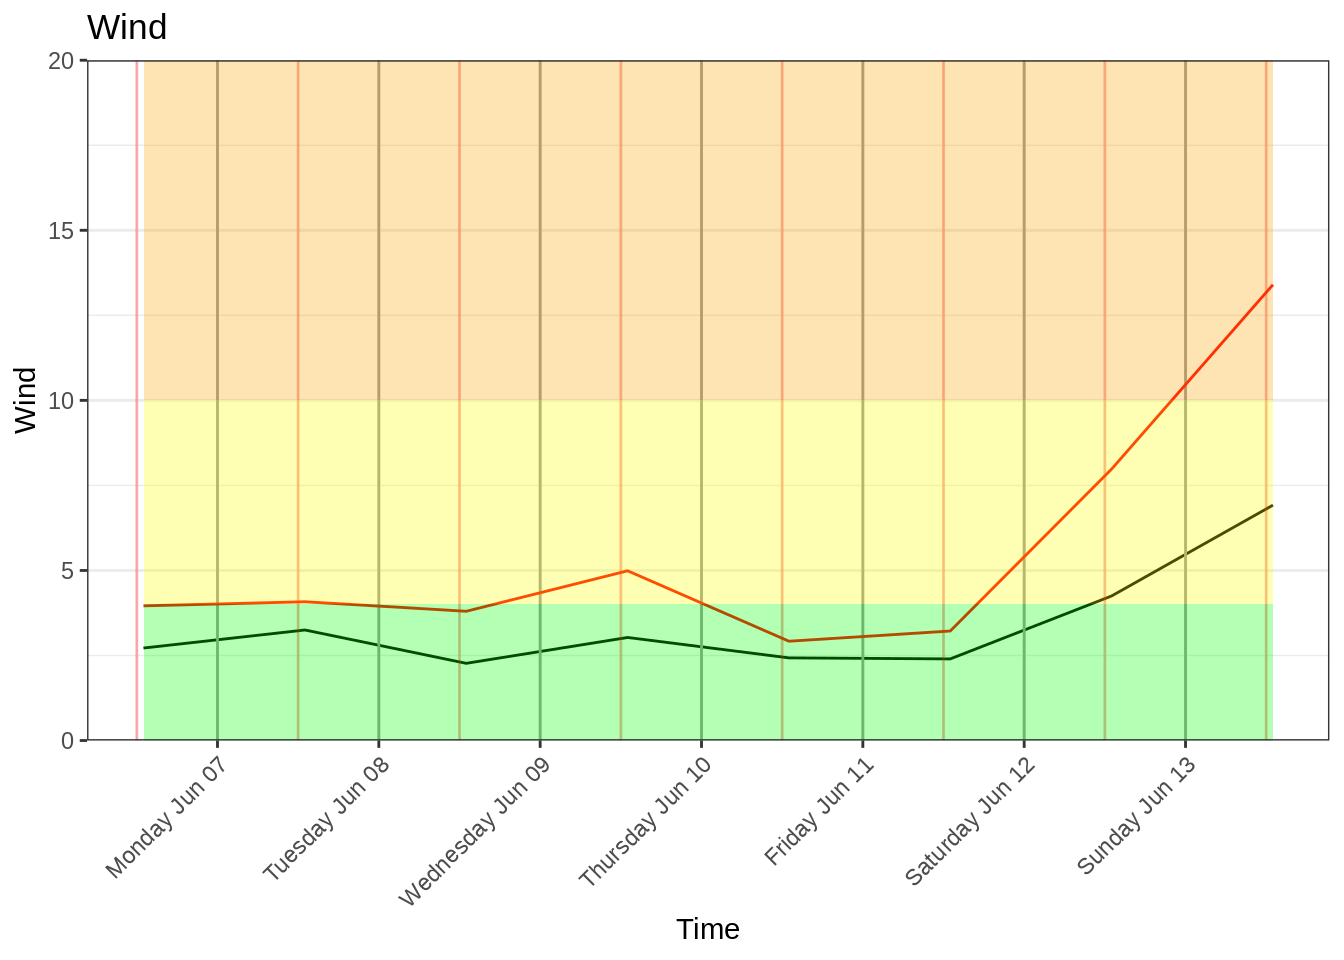 Wind
20
15
10
5
0
Wind
Monday Jun 07
Tuesday Jun 08
Wednesday Jun 09
Thursday Jun 10
Friday Jun 11
Saturday Jun 12
Sunday Jun 13
Time